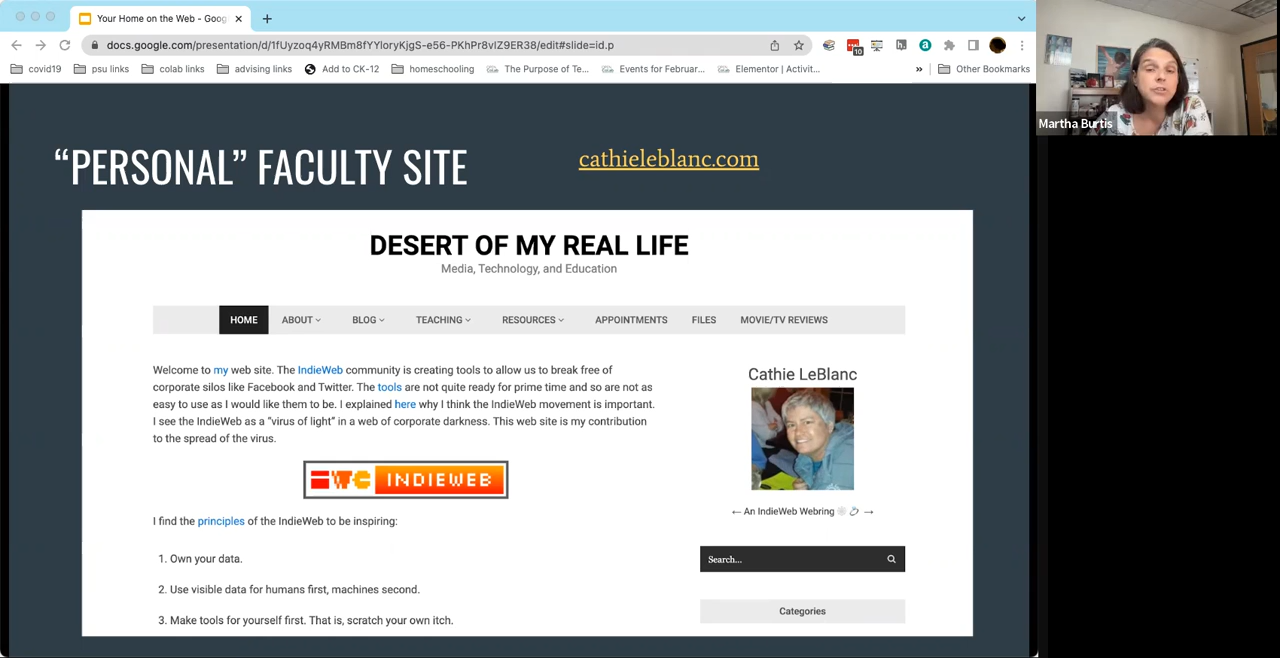 Your Home on the Web - Goog
docs.google.com/presentation/d/1fUyzoq4yRMBm8fYYloryKjgS-e56-PKhPr8vIZ9ER38/edit#slide=id.p
10
covid19
psu links
colab links
advising links
Add to CK-12
homeschooling
The Purpose of Te...
Events for Februar...
Elementor | Activit...
»
Other Bookmarks
Martha Burtis
“PERSONAL” FACULTY SITE
cathieleblanc.com
DESERT OF MY REAL LIFE
Media, Technology, and Education
HOME ABOUT BLOG TEACHING RESOURCES APPOINTMENTS FILES MOVIE/TV REVIEWS
Welcome to my web site. The IndieWeb community is creating tools to allow us to break free of
corporate silos like Facebook and Twitter. The tools are not quite ready for prime time and so are not as
easy to use as I would like them to be. I explained here why I think the IndieWeb movement is important.
I see the IndieWeb as a “virus of light” in a web of corporate darkness. This web site is my contribution
to the spread of the virus.
INDIEWEB
I find the principles of the IndieWeb to be inspiring:
1. Own your data.
2. Use visible data for humans first, machines second.
3. Make tools for yourself first. That is, scratch your own itch.
Cathie LeBlanc
← An IndieWeb Webring 🕸💍 →
Search...
Categories